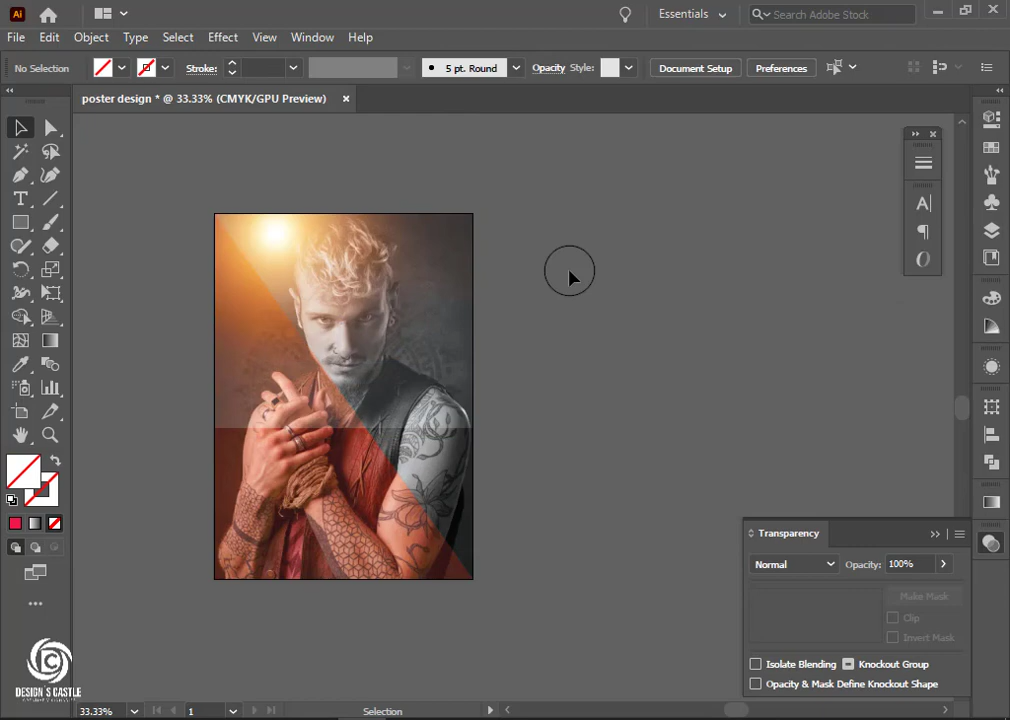 Ai
Essentials
Search Adobe Stock
File Edit Object Type Select Effect View Window Help
No Selection
Stroke:
5 pt. Round
Opacity
Style:
Document Setup
Preferences
poster design * @ 33.33% (CMYK/GPU Preview)
Transparency
Normal
Opacity: 100%
Make Mask
Clip
Invert Mask
Isolate Blending
Knockout Group
Opacity & Mask Define Knockout Shape
DESIGN'S CASTLE
33.33%
1
Selection